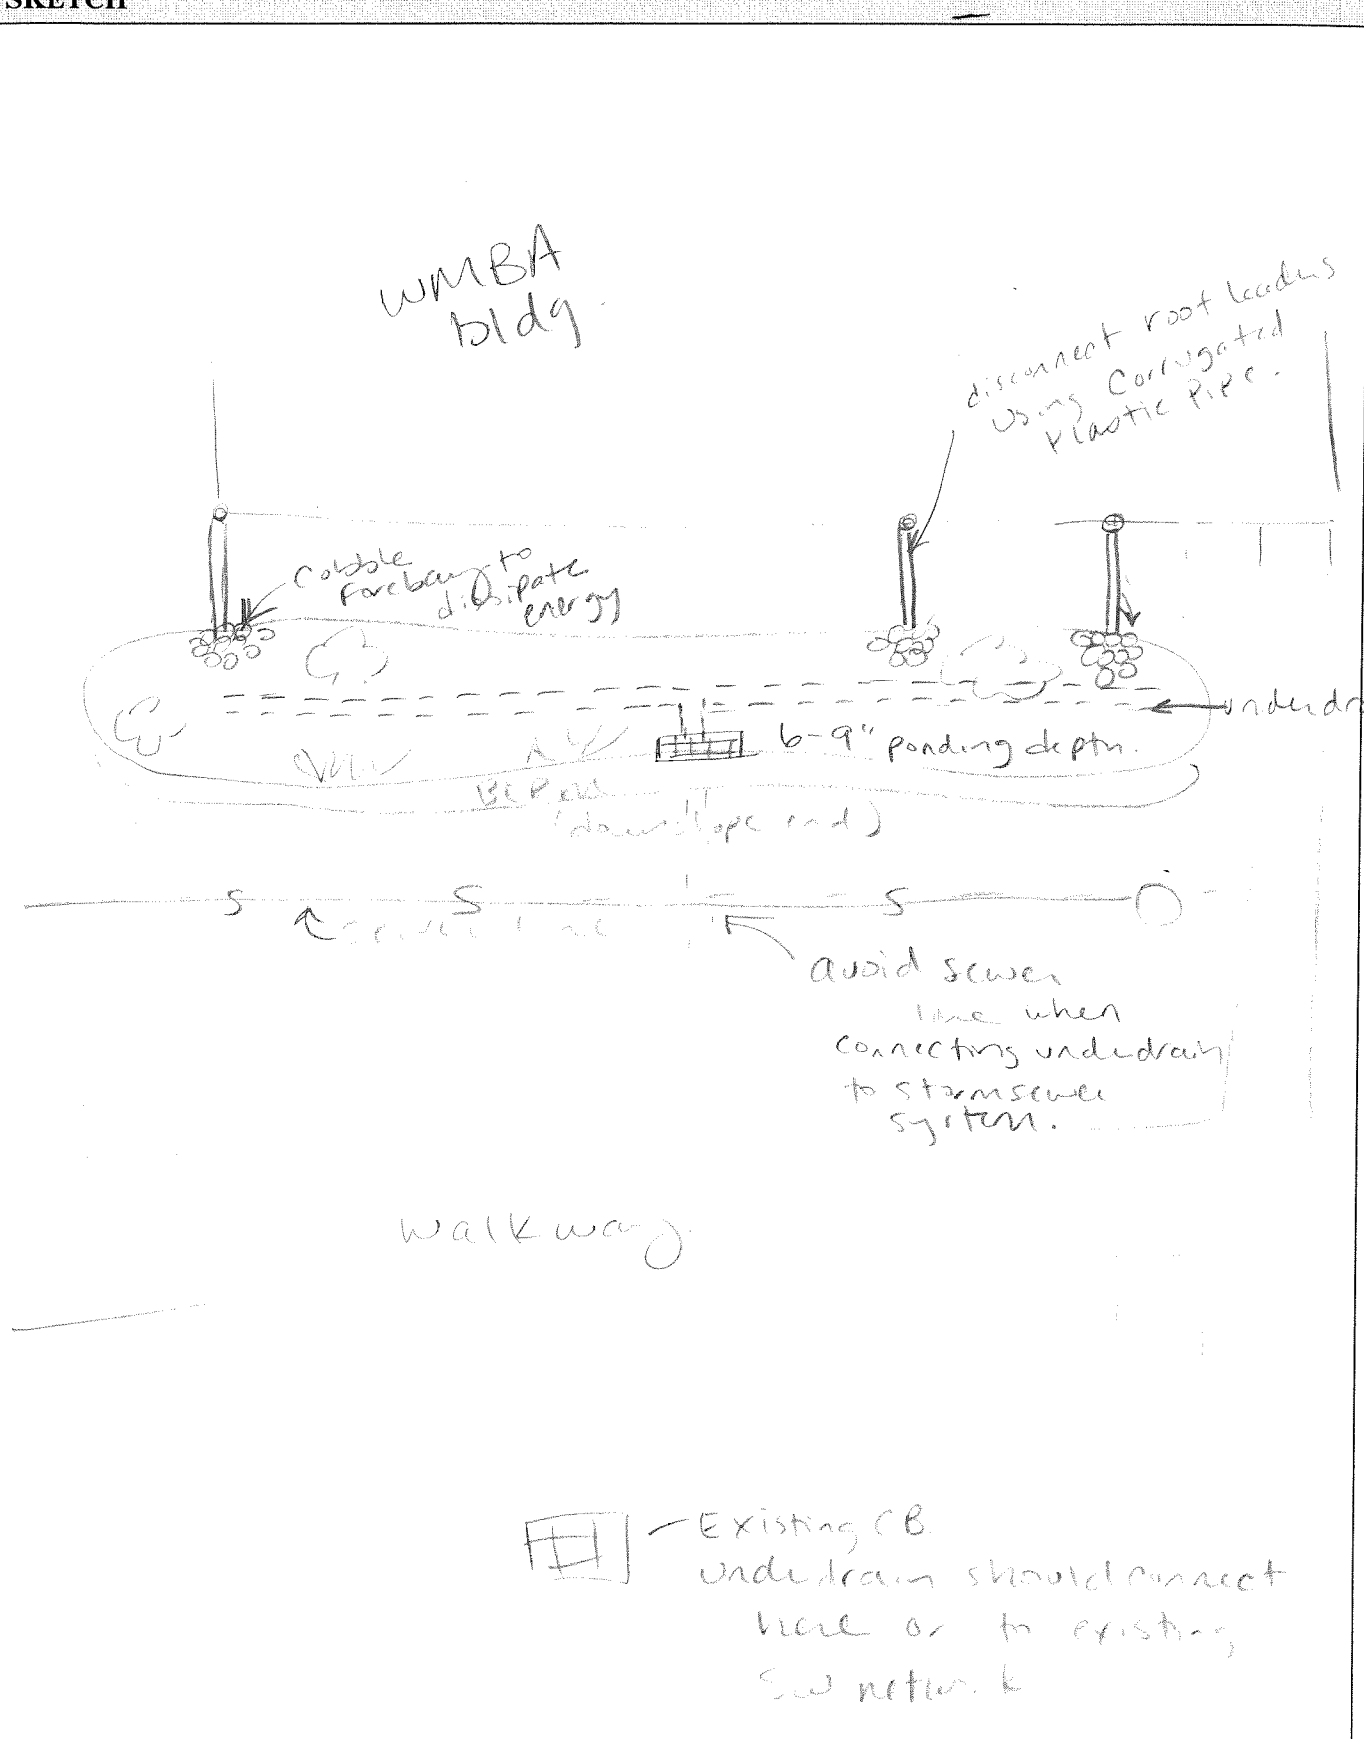 SKETCH
WMBA
bldg.
disconnect roof leaders
using Corrugated
Plastic Pipe.
Cobble
forebay to
dissipate
energy
underdr
6-9" ponding depth.
(downslope end)
S S S
sewer line
avoid sewer
line when
connecting underdrain
to stormsewer
system.
Walkway
Existing CB
underdrain should connect
here or to existing
SW network